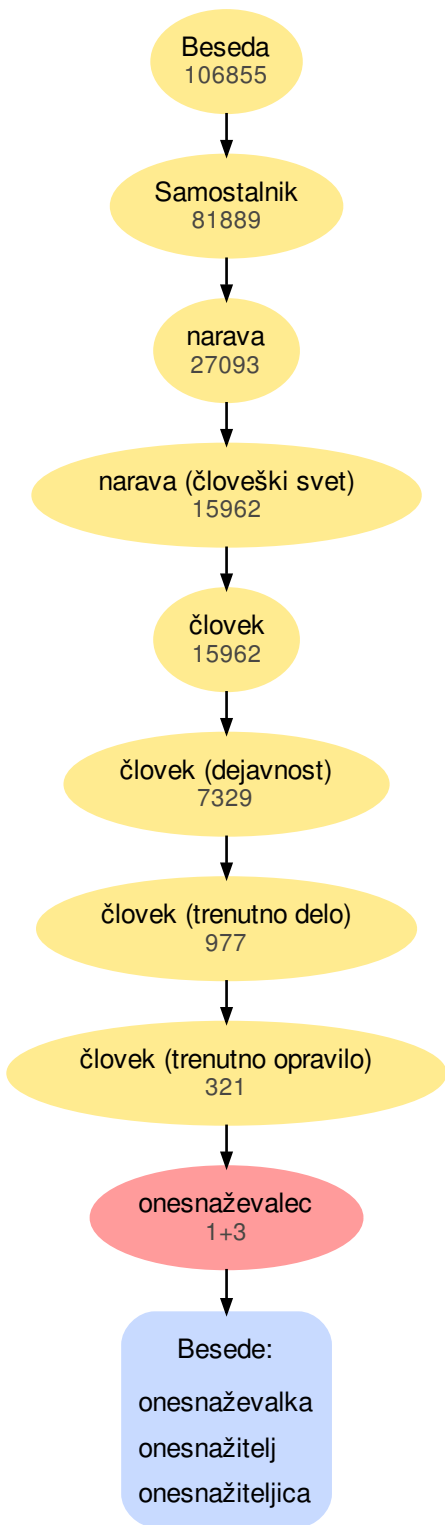 Beseda
106855
Samostalnik
81889
narava
27093
narava (človeški svet)
15962
človek
15962
človek (dejavnost)
7329
človek (trenutno delo)
977
človek (trenutno opravilo)
321
onesnaževalec
1+3
Besede:
onesnaževalka
onesnažitelj
onesnažiteljica